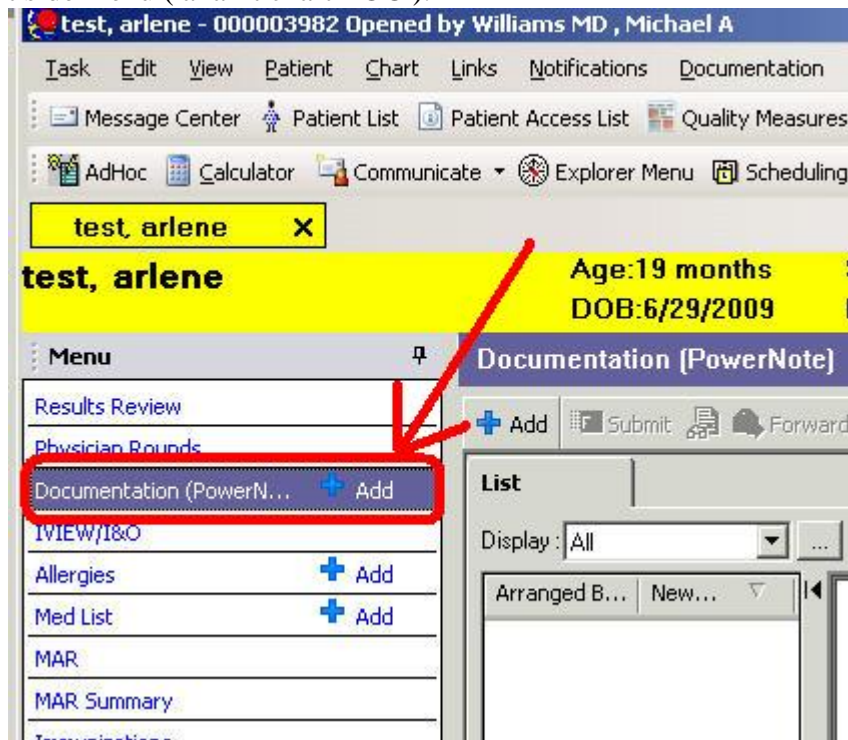 test, arlene - 000003982 Opened by Williams MD , Michael A
Task Edit View Patient Chart Links Notifications Documentation
Message Center Patient List Patient Access List Quality Measures
AdHoc Calculator Communicate Explorer Menu Scheduling
test, arlene X
test, arlene
Age:19 months
DOB:6/29/2009
Menu
Documentation (PowerNote)
Results Review
Add Submit Forward
Physician Rounds
Documentation (PowerN... Add
List
IVIEW/I&O
Display : All ...
Allergies Add
Arranged B... New...
Med List Add
MAR
MAR Summary